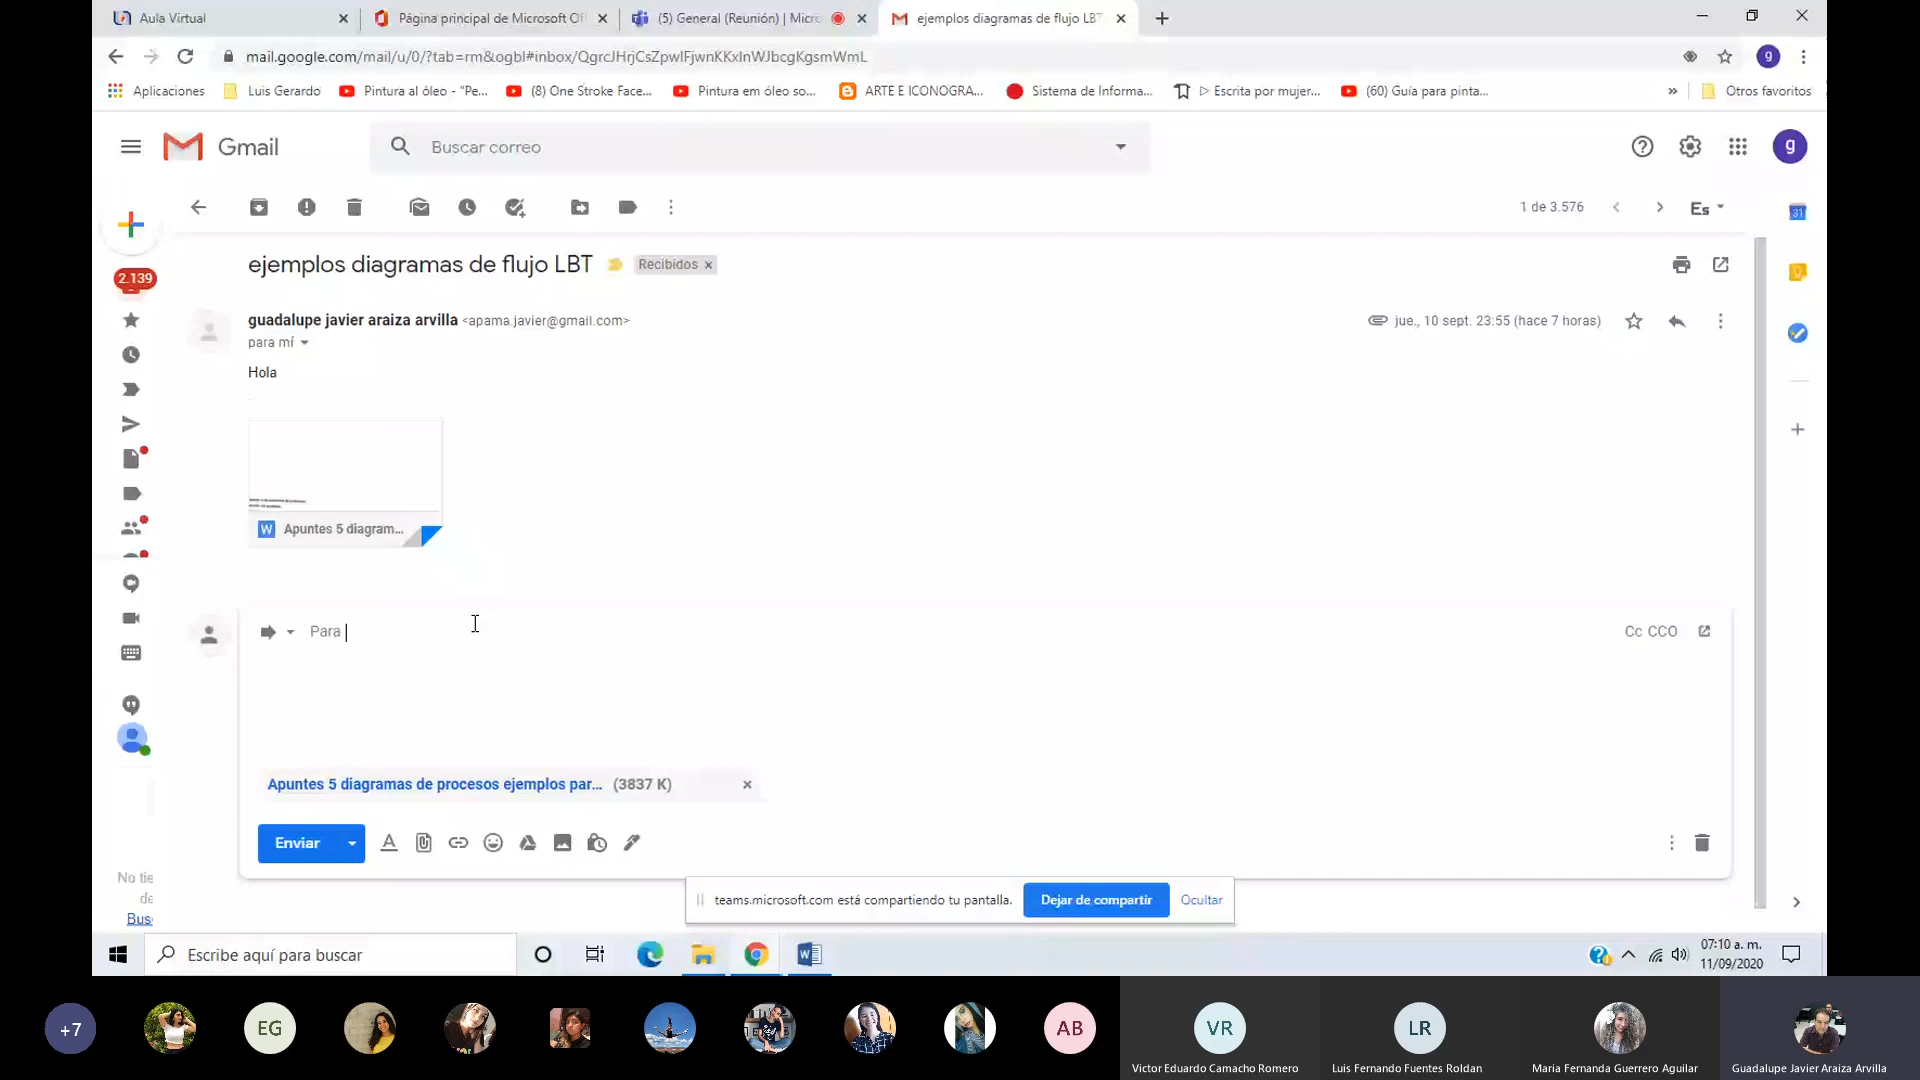 Aula Virtual
Página principal de Microsoft Of
(5) General (Reunión) | Micro
ejemplos diagramas de flujo LBT
mail.google.com/mail/u/0/?tab=rm&ogbl#inbox/QgrcJHrjCsZpwlFjwnKKxlnWJbcgKgsmWmL
Aplicaciones
Luis Gerardo
Pintura al óleo - "Pe...
(8) One Stroke Face...
Pintura em óleo so...
ARTE E ICONOGRA...
Sistema de Informa...
Escrita por mujer...
(60) Guía para pinta...
»
Otros favoritos
Gmail
Buscar correo
g
1 de 3.576
Es
2.139
ejemplos diagramas de flujo LBT
Recibidos x
guadalupe javier araiza arvilla <apama.javier@gmail.com>
jue., 10 sept. 23:55 (hace 7 horas)
para mí
Hola
W Apuntes 5 diagram...
Para
Cc CCO
Apuntes 5 diagramas de procesos ejemplos par... (3837 K)
Enviar
No tie
de
Busc
teams.microsoft.com está compartiendo tu pantalla.
Dejar de compartir
Ocultar
Escribe aquí para buscar
07:10 a. m.
11/09/2020
+7
EG
AB
VR
LR
Victor Eduardo Camacho Romero
Luis Fernando Fuentes Roldan
Maria Fernanda Guerrero Aguilar
Guadalupe Javier Araiza Arvilla